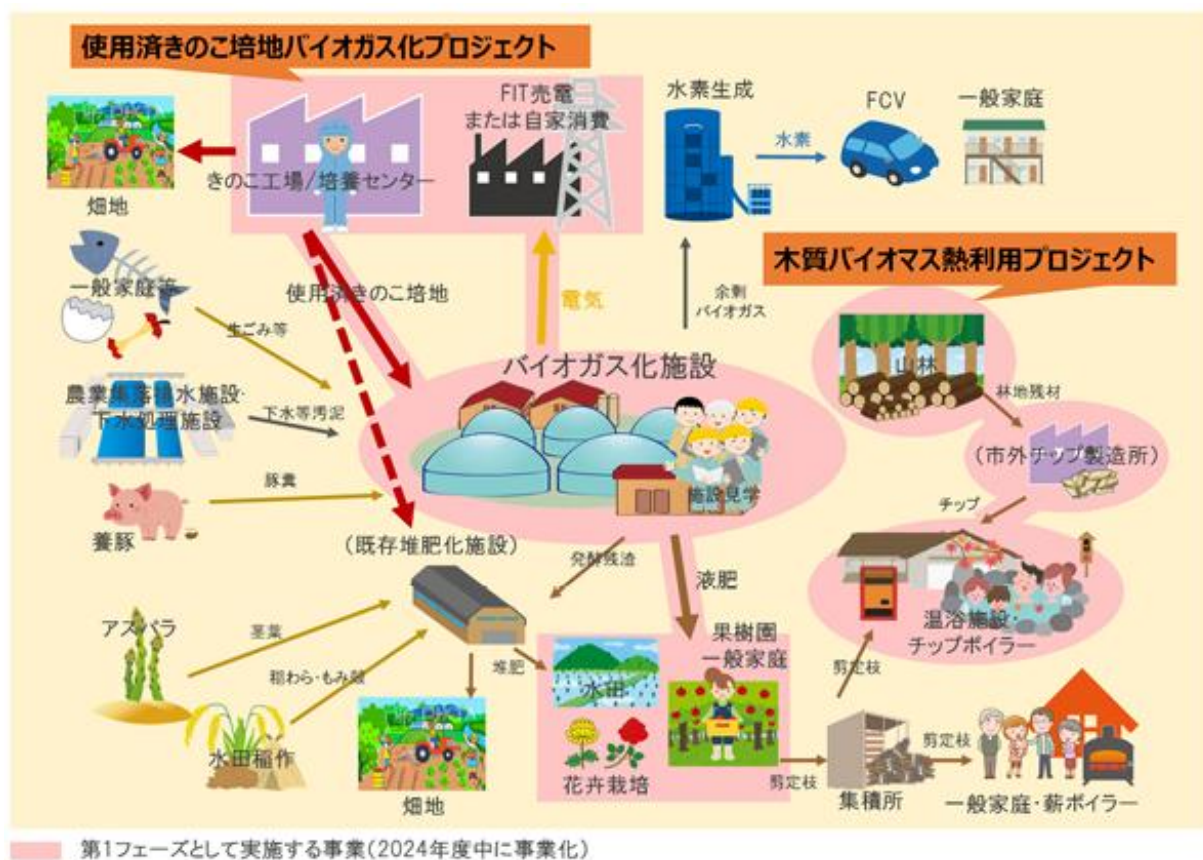 使用済きのこ培地バイオガス化プロジェクト
FIT売電
または自家消費
水素生成
FCV
一般家庭
水素
きのこ工場/培養センター
畑地
木質バイオマス熱利用プロジェクト
一般家庭等
使用済きのこ培地
電気
余剰
バイオガス
生ごみ等
バイオガス化施設
山林
林地残材
農業集落排水施設・
下水処理施設
下水等汚泥
(市外チップ製造所)
豚糞
施設見学
チップ
養豚
(既存堆肥化施設)
発酵残渣
液肥
アスパラ
茎葉
果樹園
一般家庭
温浴施設・
チップボイラー
稲わら・もみ殻
堆肥
水田
剪定枝
水田稲作
剪定枝
花卉栽培
剪定枝
畑地
集積所
一般家庭・薪ボイラー
第1フェーズとして実施する事業(2024年度中に事業化)